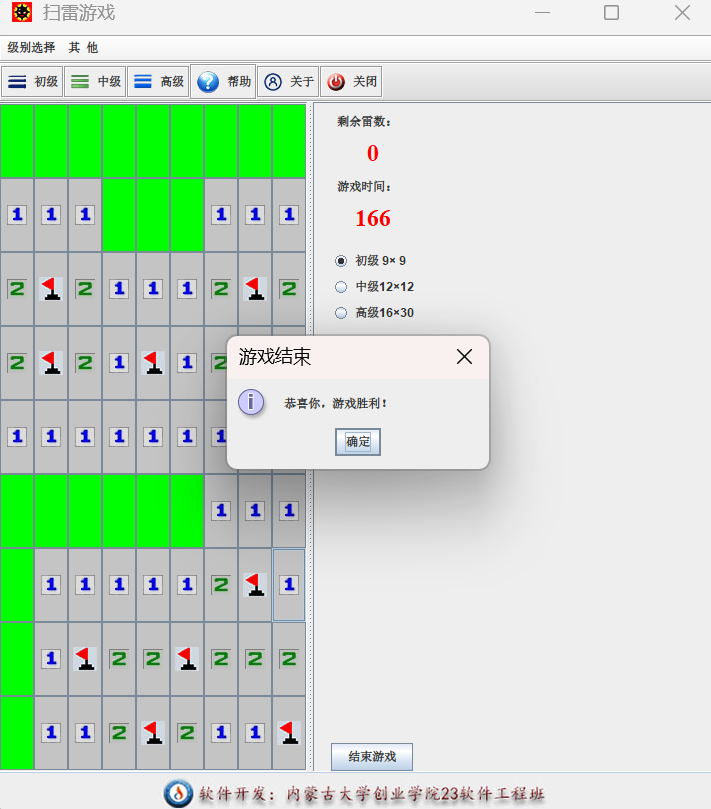 扫雷游戏
级别选择 其 他
初级 中级 高级 帮助 关于 关闭
剩余雷数:
0
游戏时间:
166
初级 9× 9
中级12×12
高级16×30
1 1 1 1 1 1
2 2 1 1 1 2 2
2 2 1 1 2
1 1 1 1 1 1 1
游戏结束
恭喜你，游戏胜利!
确定
1 1 1
1 1 1 1 1 2 1
1 2 2 2 2 2
1 1 2 2 1 1
结束游戏
软件开发：内蒙古大学创业学院23软件工程班